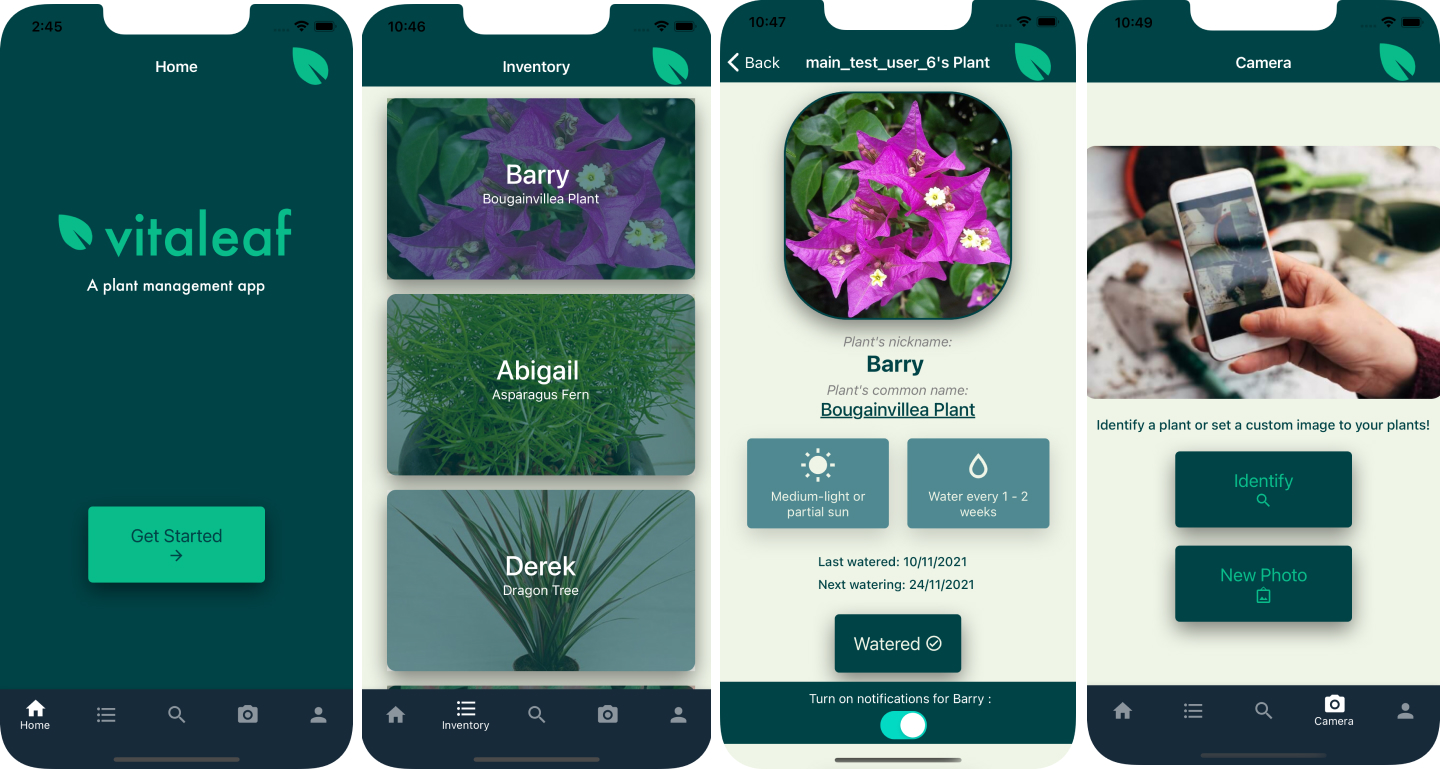 2:45
Home
vitaleaf
A plant management app
Get Started
Home
10:46
Inventory
Barry
Bougainvillea Plant
Abigail
Asparagus Fern
Derek
Dragon Tree
Inventory
10:47
Back
main_test_user_6's Plant
Plant's nickname:
Barry
Plant's common name:
Bougainvillea Plant
Medium-light or
partial sun
Water every 1 - 2
weeks
Last watered: 10/11/2021
Next watering: 24/11/2021
Watered
Turn on notifications for Barry :
10:49
Camera
Identify a plant or set a custom image to your plants!
Identify
New Photo
Camera